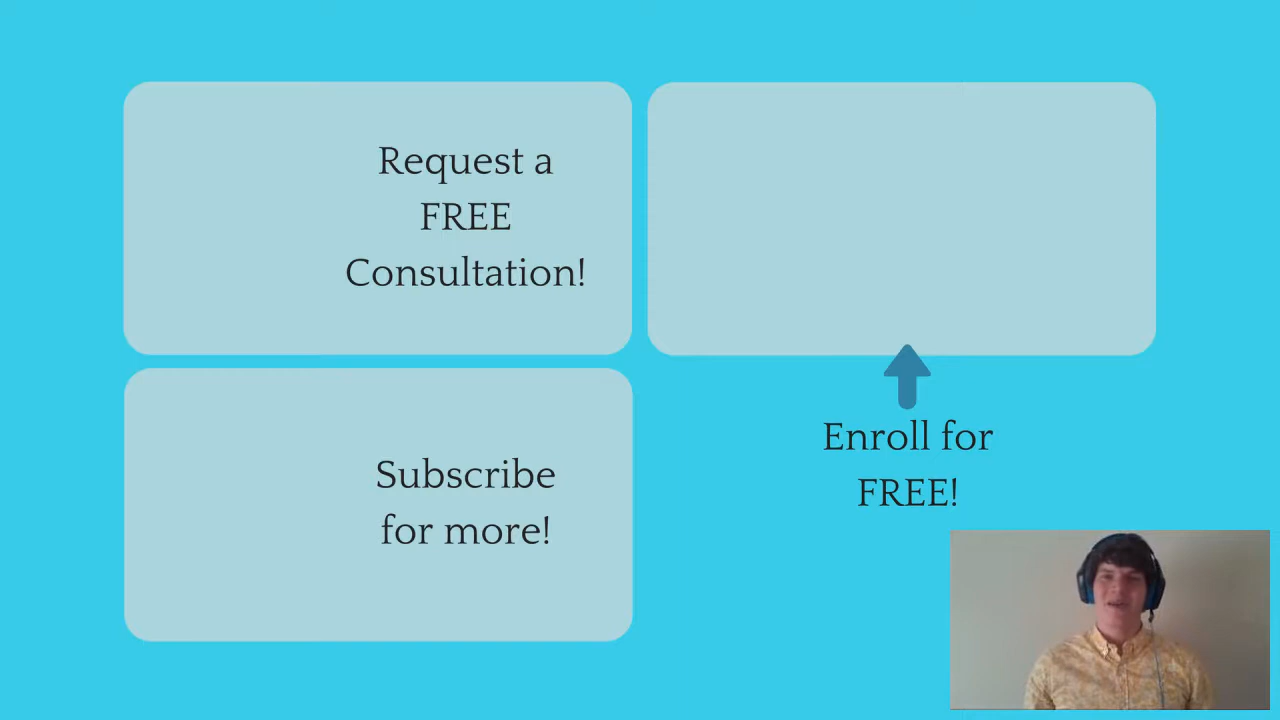 Request a
FREE
Consultation!
Subscribe
for more!
Enroll for
FREE!